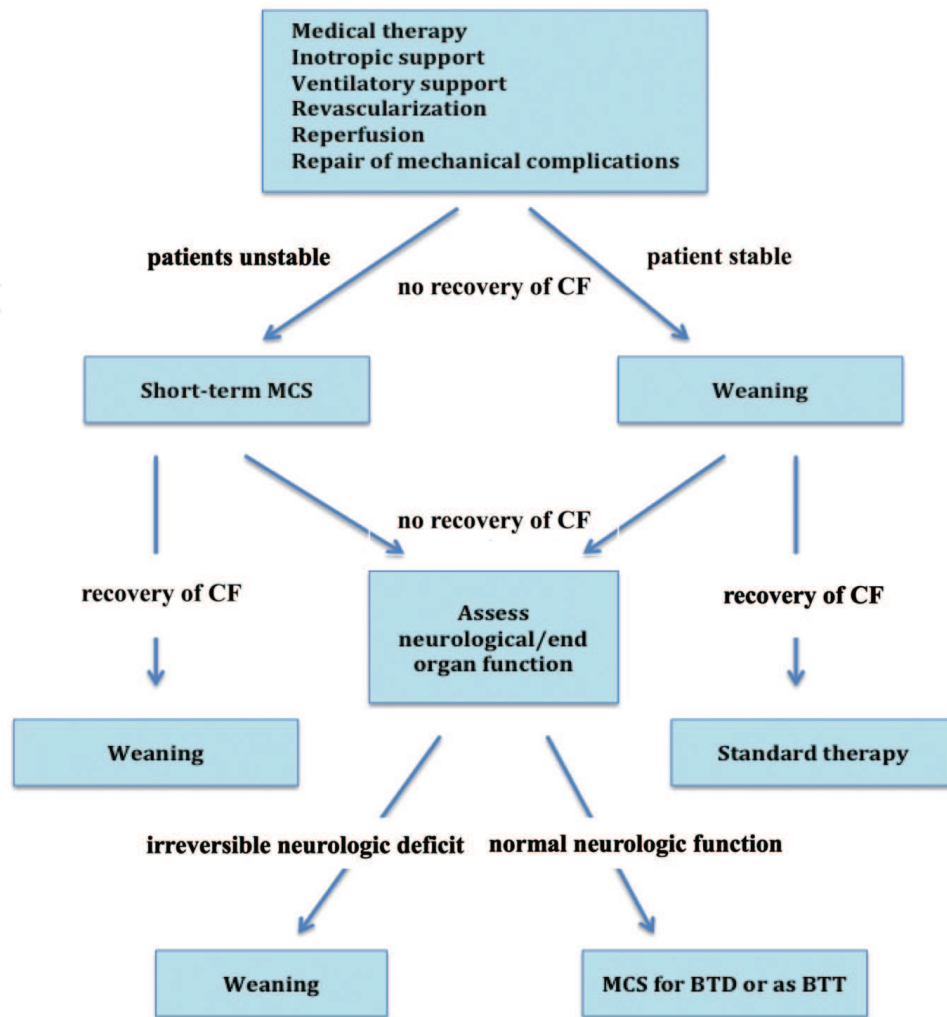 Medical therapy
Inotropic support
Ventilatory support
Revascularization
Reperfusion
Repair of mechanical complications
patients unstable
patient stable
no recovery of CF
Short-term MCS
Weaning
no recovery of CF
recovery of CF
recovery of CF
Assess
neurological/end
organ function
Weaning
Standard therapy
irreversible neurologic deficit
normal neurologic function
Weaning
MCS for BTD or as BTT